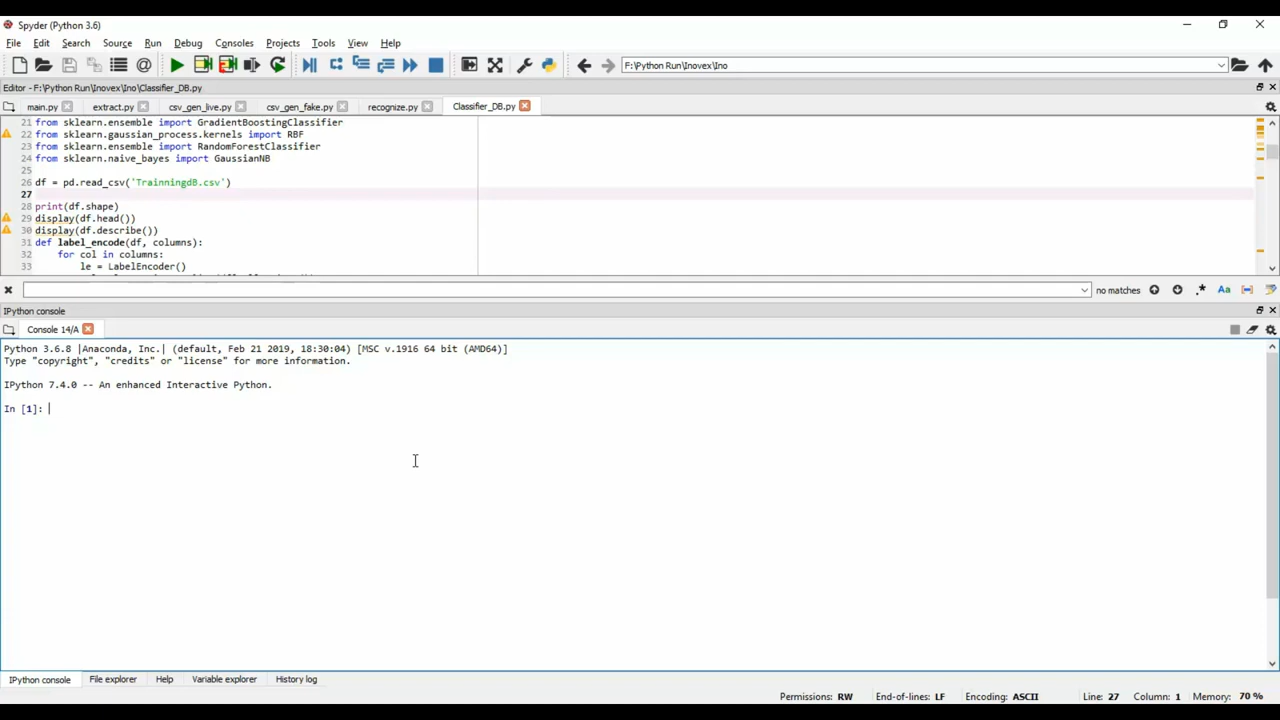 Spyder (Python 3.6)
File Edit Search Source Run Debug Consoles Projects Tools View Help
F:\Python Run\Inovex\Ino
Editor - F:\Python Run\Inovex\Ino\Classifier_DB.py
main.py extract.py csv_gen_live.py csv_gen_fake.py recognize.py Classifier_DB.py
21 from sklearn.ensemble import GradientBoostingClassifier
22 from sklearn.gaussian_process.kernels import RBF
23 from sklearn.ensemble import RandomForestClassifier
24 from sklearn.naive_bayes import GaussianNB
25
26 df = pd.read_csv('TrainningdB.csv')
27
28 print(df.shape)
29 display(df.head())
30 display(df.describe())
31 def label_encode(df, columns):
32     for col in columns:
33         le = LabelEncoder()
no matches .* Aa
IPython console
Console 14/A
Python 3.6.8 |Anaconda, Inc.| (default, Feb 21 2019, 18:30:04) [MSC v.1916 64 bit (AMD64)]
Type "copyright", "credits" or "license" for more information.
IPython 7.4.0 -- An enhanced Interactive Python.
In [1]:
IPython console File explorer Help Variable explorer History log
Permissions: RW End-of-lines: LF Encoding: ASCII Line: 27 Column: 1 Memory: 70 %